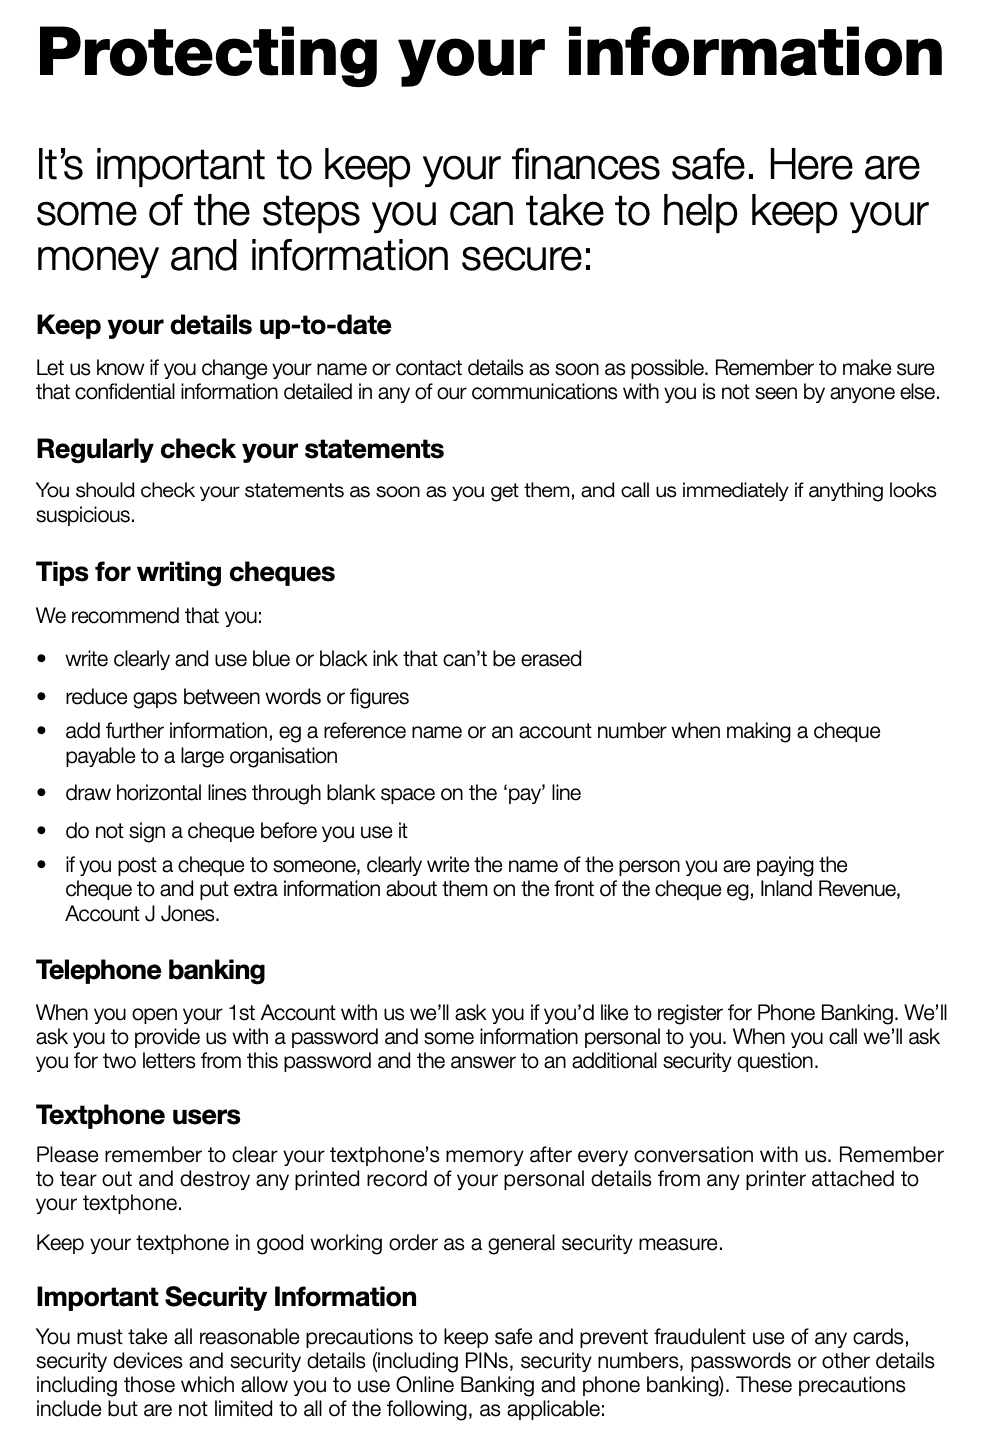 Protecting your information
It’s important to keep your finances safe. Here are
some of the steps you can take to help keep your
money and information secure:
Keep your details up-to-date
Let us know if you change your name or contact details as soon as possible. Remember to make sure
that confidential information detailed in any of our communications with you is not seen by anyone else.
Regularly check your statements
You should check your statements as soon as you get them, and call us immediately if anything looks
suspicious.
Tips for writing cheques
We recommend that you:
• write clearly and use blue or black ink that can’t be erased
• reduce gaps between words or figures
• add further information, eg a reference name or an account number when making a cheque
payable to a large organisation
• draw horizontal lines through blank space on the ‘pay’ line
• do not sign a cheque before you use it
• if you post a cheque to someone, clearly write the name of the person you are paying the
cheque to and put extra information about them on the front of the cheque eg, Inland Revenue,
Account J Jones.
Telephone banking
When you open your 1st Account with us we’ll ask you if you’d like to register for Phone Banking. We’ll
ask you to provide us with a password and some information personal to you. When you call we’ll ask
you for two letters from this password and the answer to an additional security question.
Textphone users
Please remember to clear your textphone’s memory after every conversation with us. Remember
to tear out and destroy any printed record of your personal details from any printer attached to
your textphone.
Keep your textphone in good working order as a general security measure.
Important Security Information
You must take all reasonable precautions to keep safe and prevent fraudulent use of any cards,
security devices and security details (including PINs, security numbers, passwords or other details
including those which allow you to use Online Banking and phone banking). These precautions
include but are not limited to all of the following, as applicable: